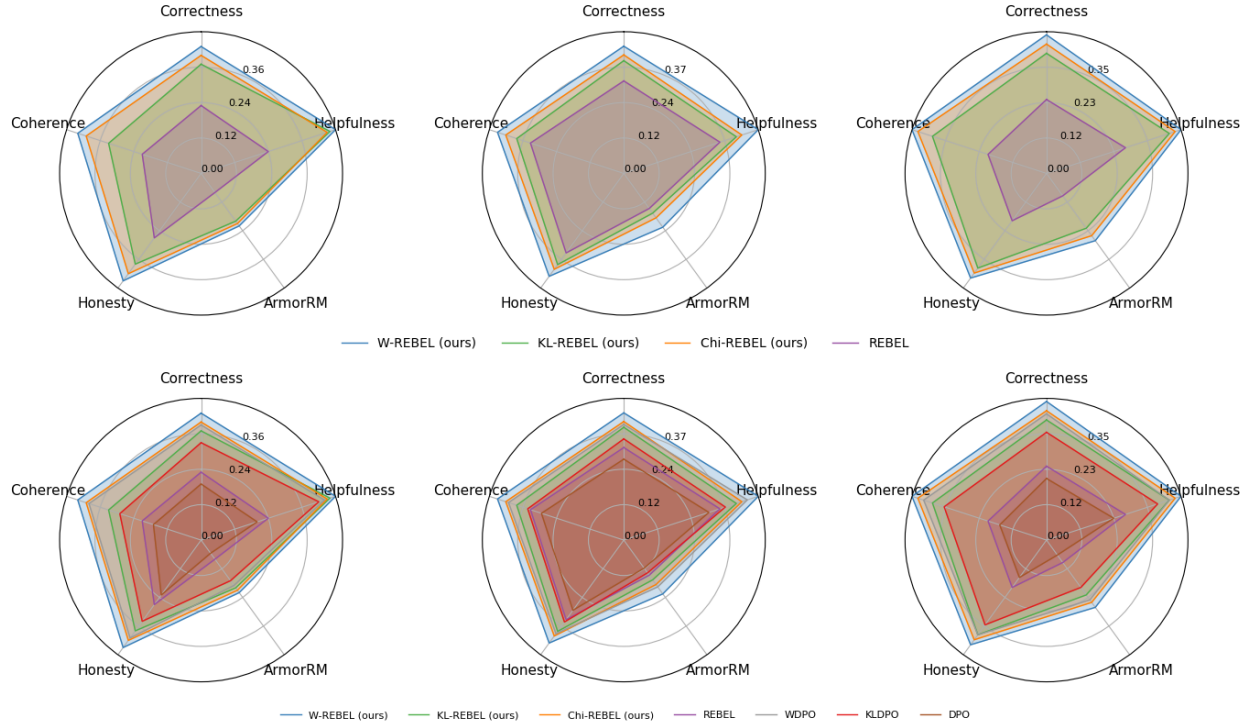 Correctness Correctness Correctness
0.36 0.37 0.35
0.24 0.24 0.23
Coherence Helpfulness Coherence Helpfulness Coherence Helpfulness
0.12 0.12 0.12
0.00 0.00 0.00
Honesty ArmorRM Honesty ArmorRM Honesty ArmorRM
W-REBEL (ours) KL-REBEL (ours) Chi-REBEL (ours) REBEL
Correctness Correctness Correctness
0.36 0.37 0.35
0.24 0.24 0.23
Coherence Helpfulness Coherence Helpfulness Coherence Helpfulness
0.12 0.12 0.12
0.00 0.00 0.00
Honesty ArmorRM Honesty ArmorRM Honesty ArmorRM
W-REBEL (ours) KL-REBEL (ours) Chi-REBEL (ours) REBEL WDPO KLDPO DPO